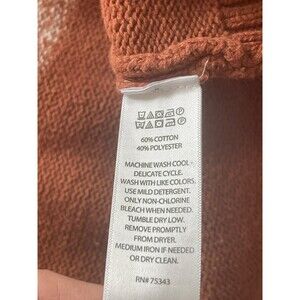 60% COTTON
40% POLYESTER
MACHINE WASH COOL -
DELICATE CYCLE.
WASH WITH LIKE COLORS.
USE MILD DETERGENT.
ONLY NON-CHLORINE
BLEACH WHEN NEEDED.
TUMBLE DRY LOW.
REMOVE PROMPTLY
FROM DRYER.
MEDIUM IRON IF NEEDED
OR DRY CLEAN.
RN# 75343